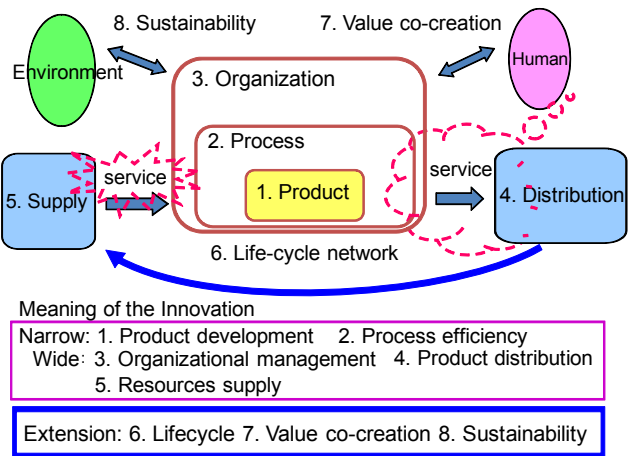 8. Sustainability
7. Value co-creation
Environment
3. Organization
Human
2. Process
service
service
5. Supply
1. Product
4. Distribution
6. Life-cycle network
Meaning of the Innovation
Narrow: 1. Product development 2. Process efficiency
Wide: 3. Organizational management 4. Product distribution
5. Resources supply
Extension: 6. Lifecycle 7. Value co-creation 8. Sustainability